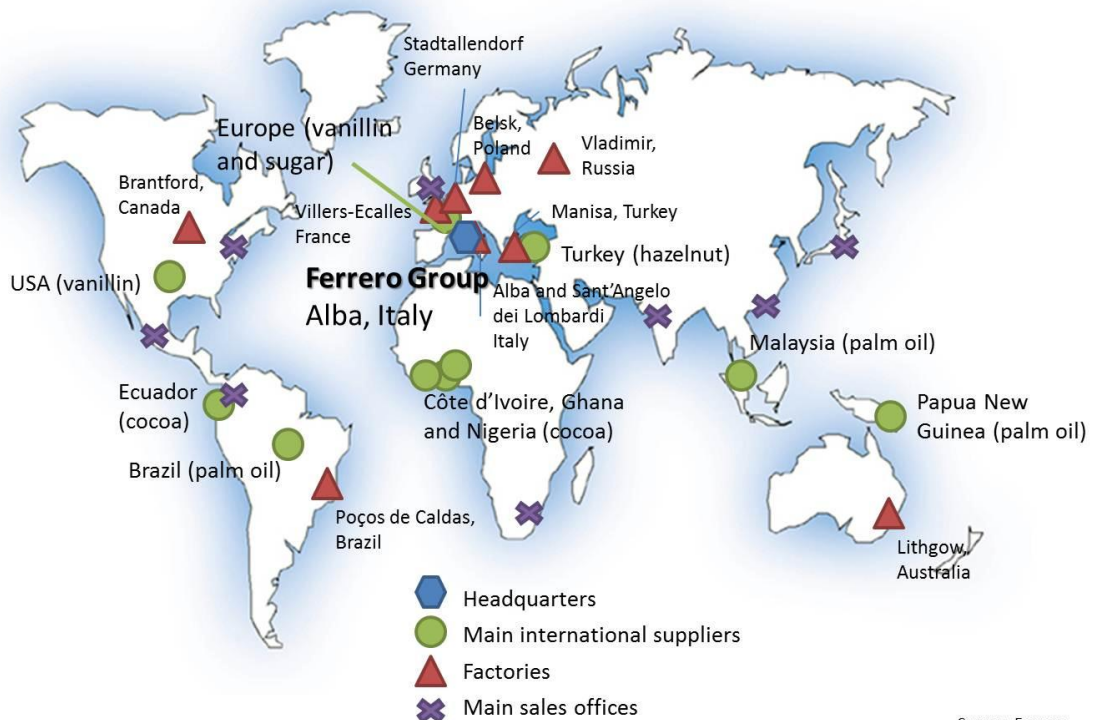 Stadtallendorf
Germany
Europe (vanillin
and sugar)
Belsk,
Poland
Vladimir,
Russia
Brantford,
Canada
Villers-Ecalles
France
Manisa, Turkey
USA (vanillin)
Turkey (hazelnut)
Ferrero Group
Alba, Italy
Alba and Sant'Angelo
dei Lombardi
Italy
Malaysia (palm oil)
Ecuador
(cocoa)
Côte d'Ivoire, Ghana
and Nigeria (cocoa)
Papua New
Guinea (palm oil)
Brazil (palm oil)
Poços de Caldas,
Brazil
Lithgow,
Australia
Headquarters
Main international suppliers
Factories
Main sales offices